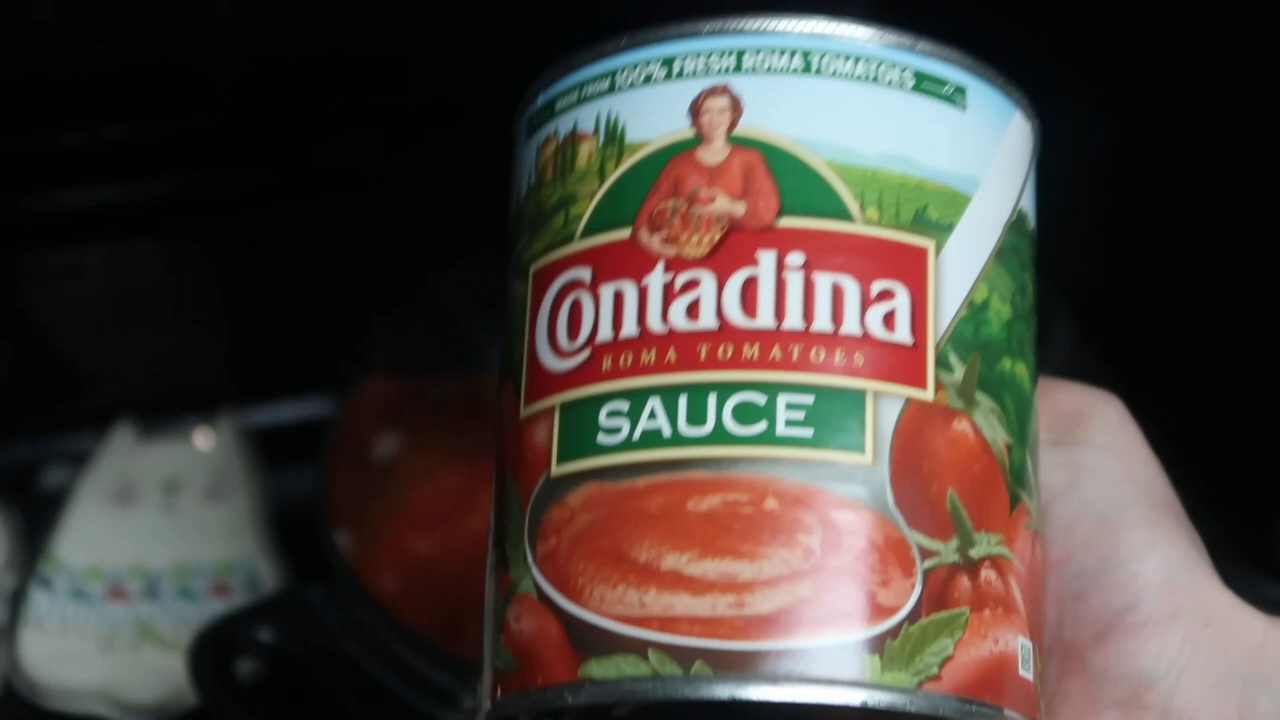 MADE FROM 100% FRESH ROMA TOMATOES
Contadina
ROMA TOMATOES
SAUCE